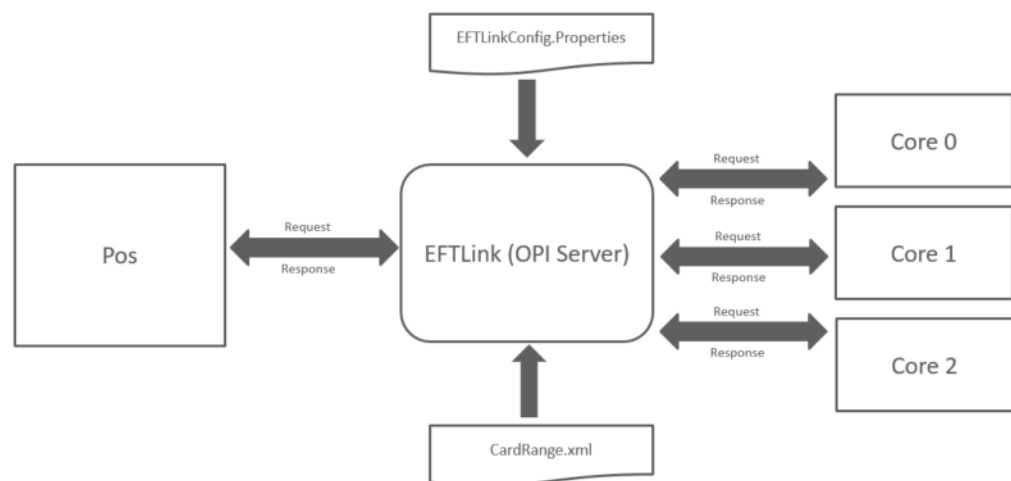 EFTLinkConfig.Properties
Core 0
Request
Response
Pos
Request
Response
EFTLink (OPI Server)
Request
Response
Core 1
Request
Response
Core 2
CardRange.xml